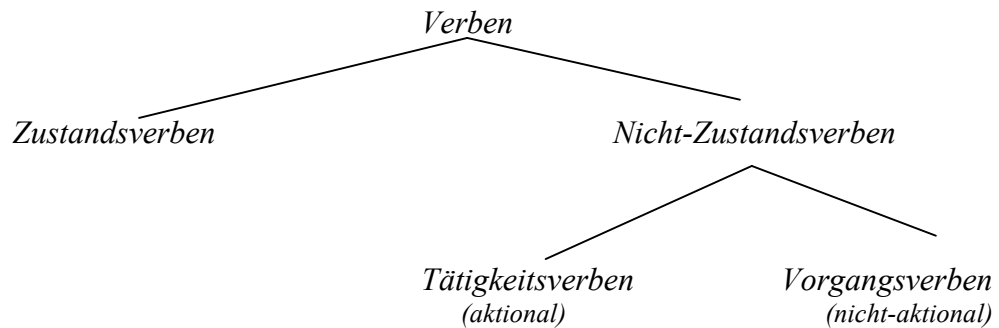 Verben
Zustandsverben Nicht-Zustandsverben
Tätigkeitsverben Vorgangsverben
(aktional) (nicht-aktional)